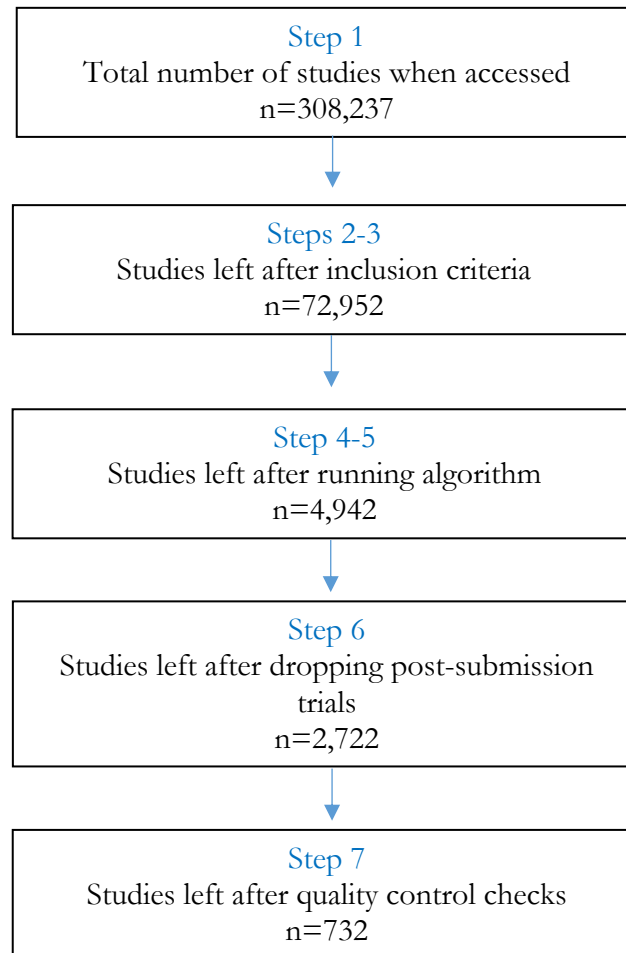 Step 1
Total number of studies when accessed
n=308,237
Steps 2-3
Studies left after inclusion criteria
n=72,952
Step 4-5
Studies left after running algorithm
n=4,942
Step 6
Studies left after dropping post-submission
trials
n=2,722
Step 7
Studies left after quality control checks
n=732